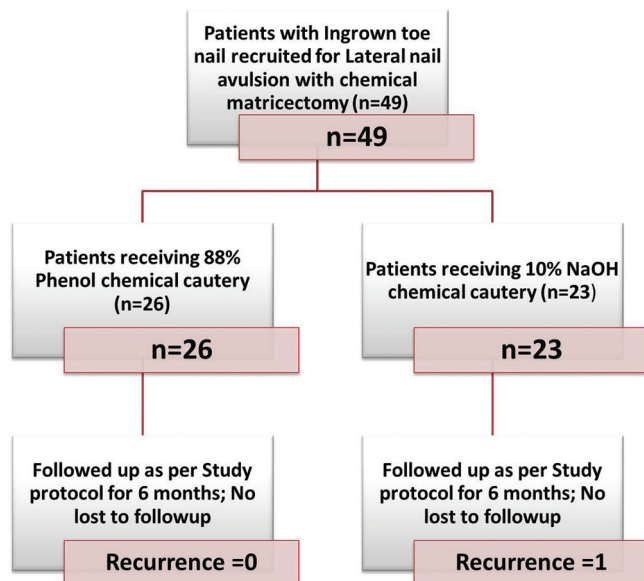 Patients with Ingrown toe
nail recruited for Lateral nail
avulsion with chemical
matricectomy (n=49)
n=49
Patients receiving 88%
Phenol chemical cautery
(n=26)
n=26
Patients receiving 10% NaOH
chemical cautery (n=23)
n=23
Followed up as per Study
protocol for 6 months; No
lost to followup
Recurrence =0
Followed up as per Study
protocol for 6 months; No
lost to followup
Recurrence =1